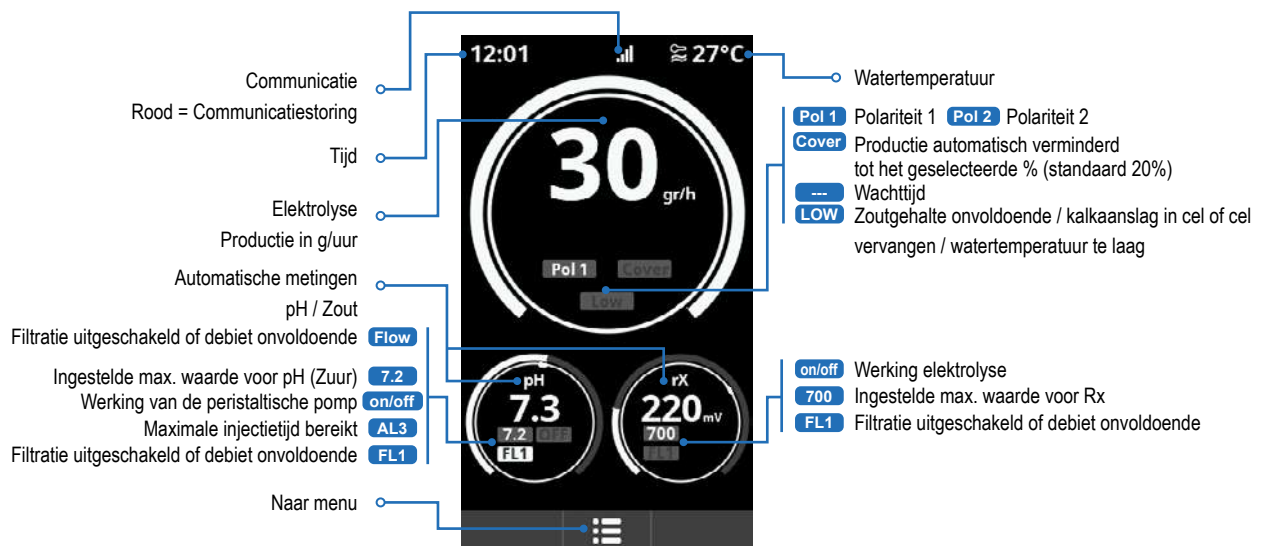 12:01
27°C
30
gr/h
Pol 1
Cover
Low
pH
7.3
7.2
OFF
FL1
rX
220 mV
700
FL1
Communicatie
Rood = Communicatiestoring
Tijd
Elektrolyse
Productie in g/uur
Automatische metingen
pH / Zout
Filtratie uitgeschakeld of debiet onvoldoende Flow
Ingestelde max. waarde voor pH (Zuur) 7.2
Werking van de peristaltische pomp on/off
Maximale injectietijd bereikt AL3
Filtratie uitgeschakeld of debiet onvoldoende FL1
Naar menu
Watertemperatuur
Pol 1 Polariteit 1 Pol 2 Polariteit 2
Cover Productie automatisch verminderd
tot het geselecteerde % (standaard 20%)
--- Wachttijd
LOW Zoutgehalte onvoldoende / kalkaanslag in cel of cel
vervangen / watertemperatuur te laag
on/off Werking elektrolyse
700 Ingestelde max. waarde voor Rx
FL1 Filtratie uitgeschakeld of debiet onvoldoende